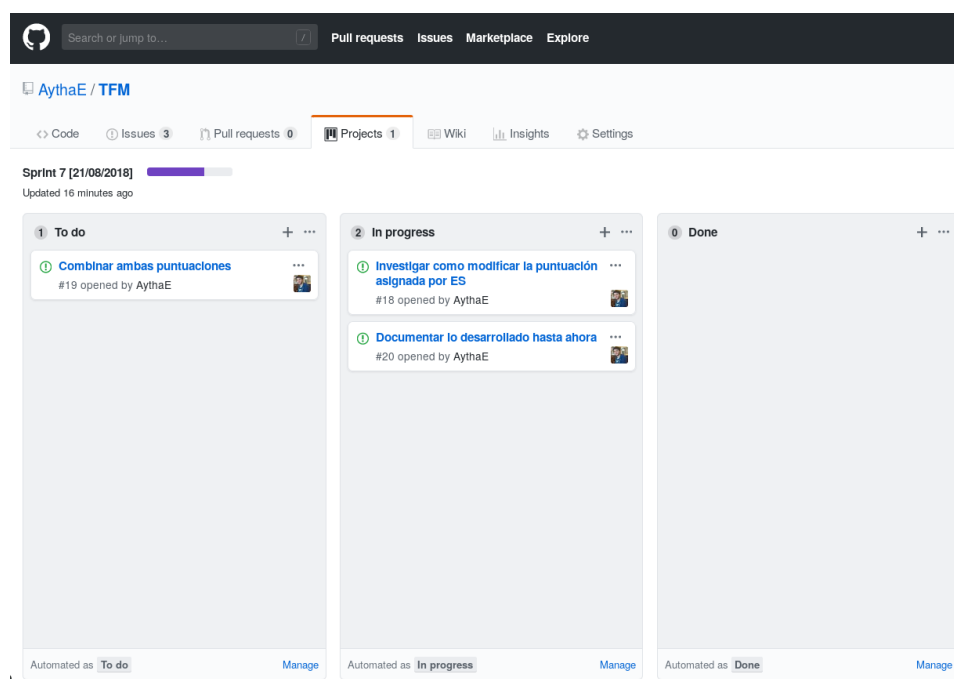 Search or jump to... / Pull requests Issues Marketplace Explore
AythaE / TFM
<> Code Issues 3 Pull requests 0 Projects 1 Wiki Insights Settings
Sprint 7 [21/08/2018]
Updated 16 minutes ago
1 To do
Combinar ambas puntuaciones
#19 opened by AythaE
Automated as To do Manage
2 In progress
Investigar como modificar la puntuación
asignada por ES
#18 opened by AythaE
Documentar lo desarrollado hasta ahora
#20 opened by AythaE
Automated as In progress Manage
0 Done
Automated as Done Manage